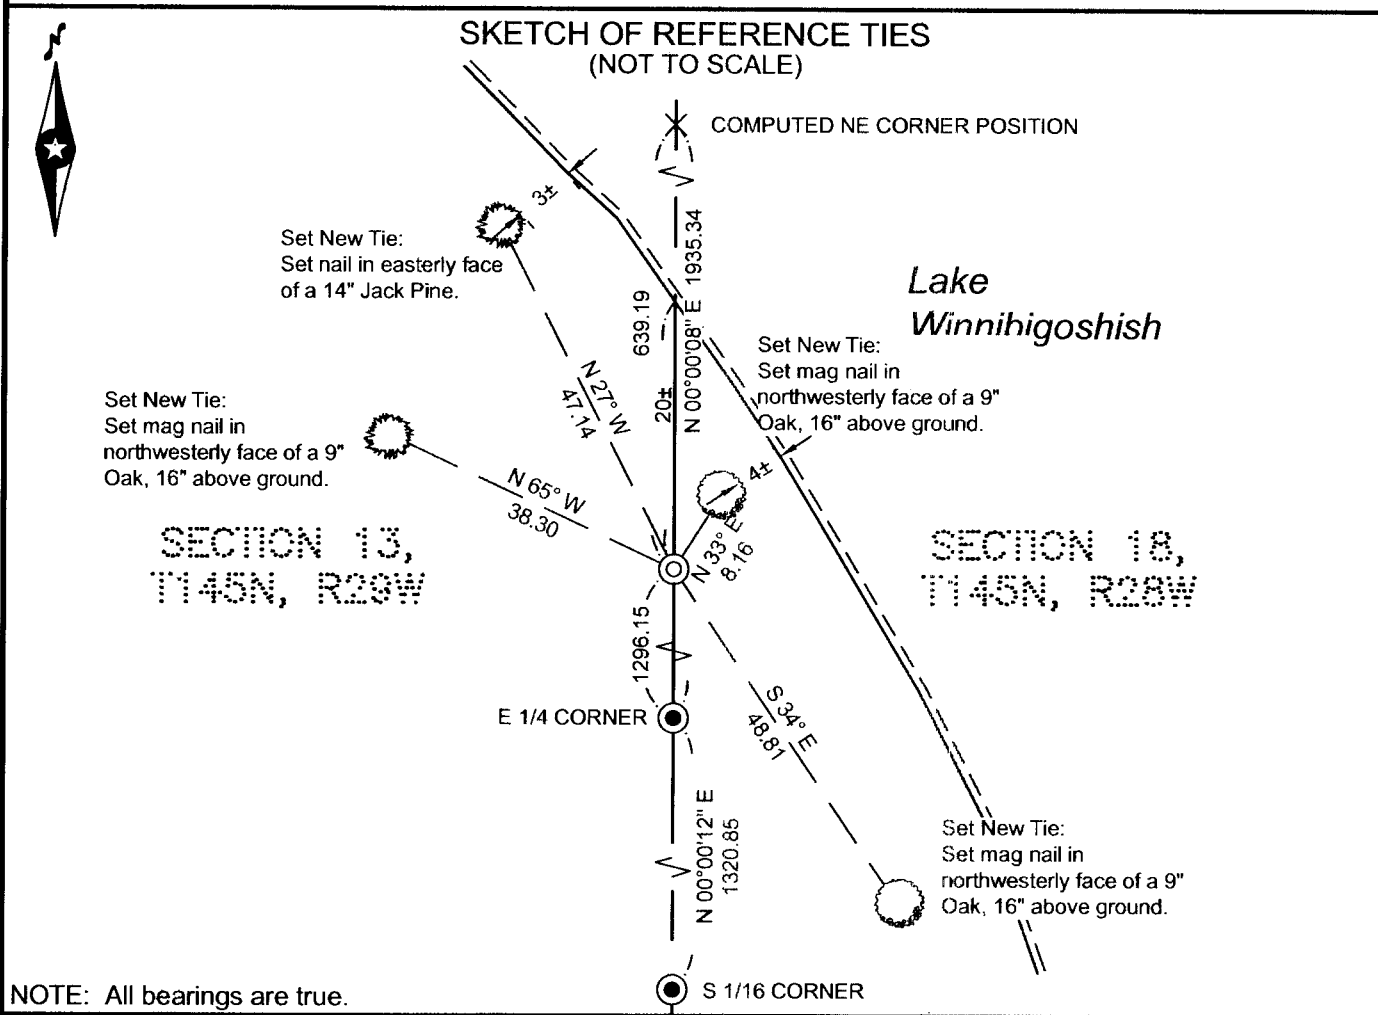 SKETCH OF REFERENCE TIES
(NOT TO SCALE)
N
COMPUTED NE CORNER POSITION
3±
Set New Tie:
Set nail in easterly face
of a 14" Jack Pine.
1935.34
N 00°00'08" E
639.19
20±
Lake
Winnihigoshish
Set New Tie:
Set mag nail in
northwesterly face of a 9"
Oak, 16" above ground.
N 27° W
47.14
Set New Tie:
Set mag nail in
northwesterly face of a 9"
Oak, 16" above ground.
N 65° W
38.30
4±
N 33° E
8.16
SECTION 13,
T145N, R29W
SECTION 18,
T145N, R28W
1296.15
E 1/4 CORNER
S 34° E
48.81
N 00°00'12" E
1320.85
Set New Tie:
Set mag nail in
northwesterly face of a 9"
Oak, 16" above ground.
S 1/16 CORNER
NOTE: All bearings are true.